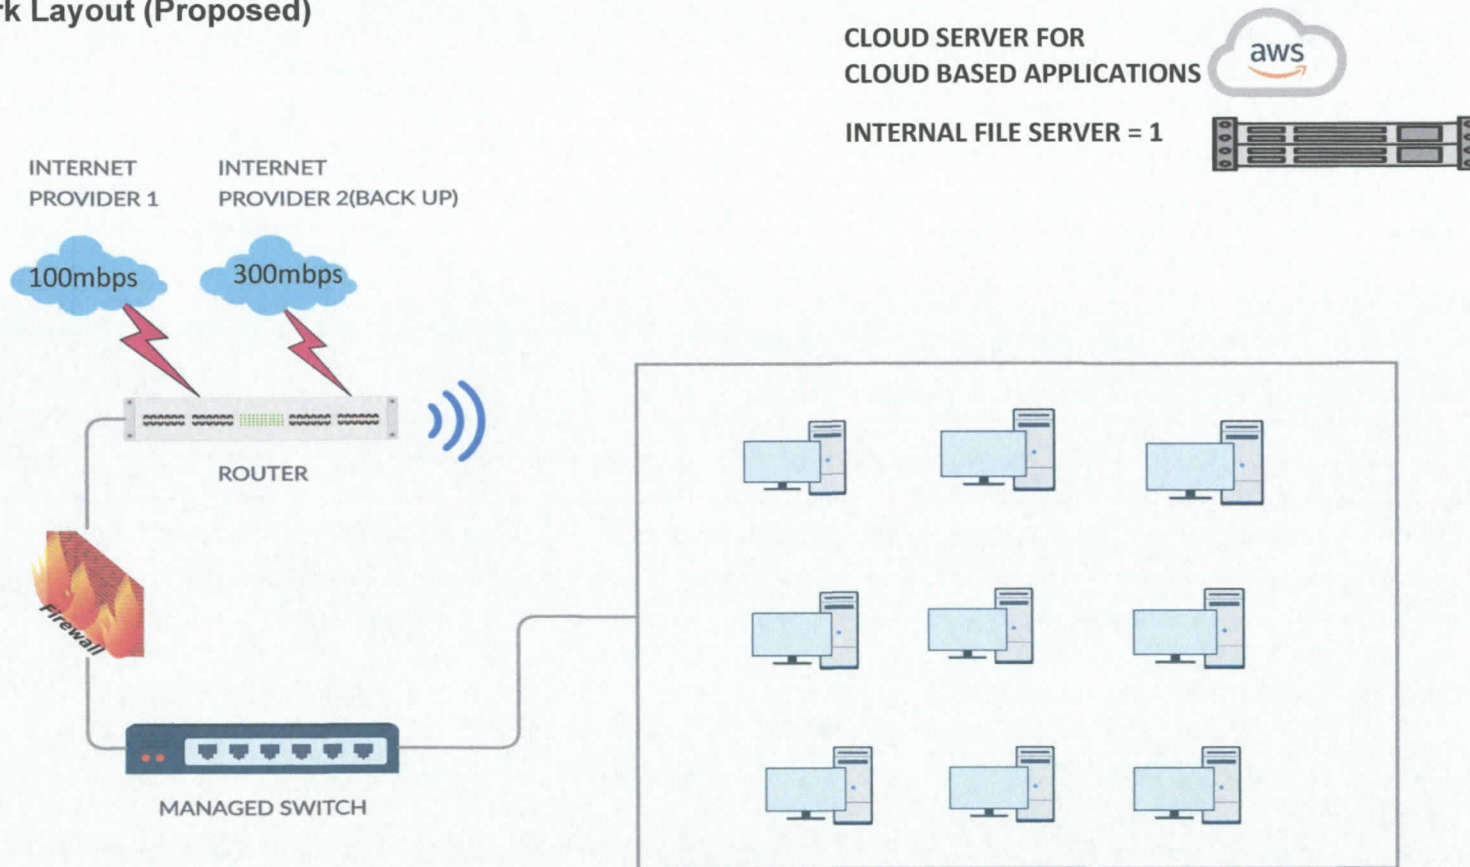 rk Layout (Proposed)
CLOUD SERVER FOR
CLOUD BASED APPLICATIONS
aws
INTERNAL FILE SERVER = 1
INTERNET
PROVIDER 1
INTERNET
PROVIDER 2(BACK UP)
100mbps
300mbps
ROUTER
Firewall
MANAGED SWITCH